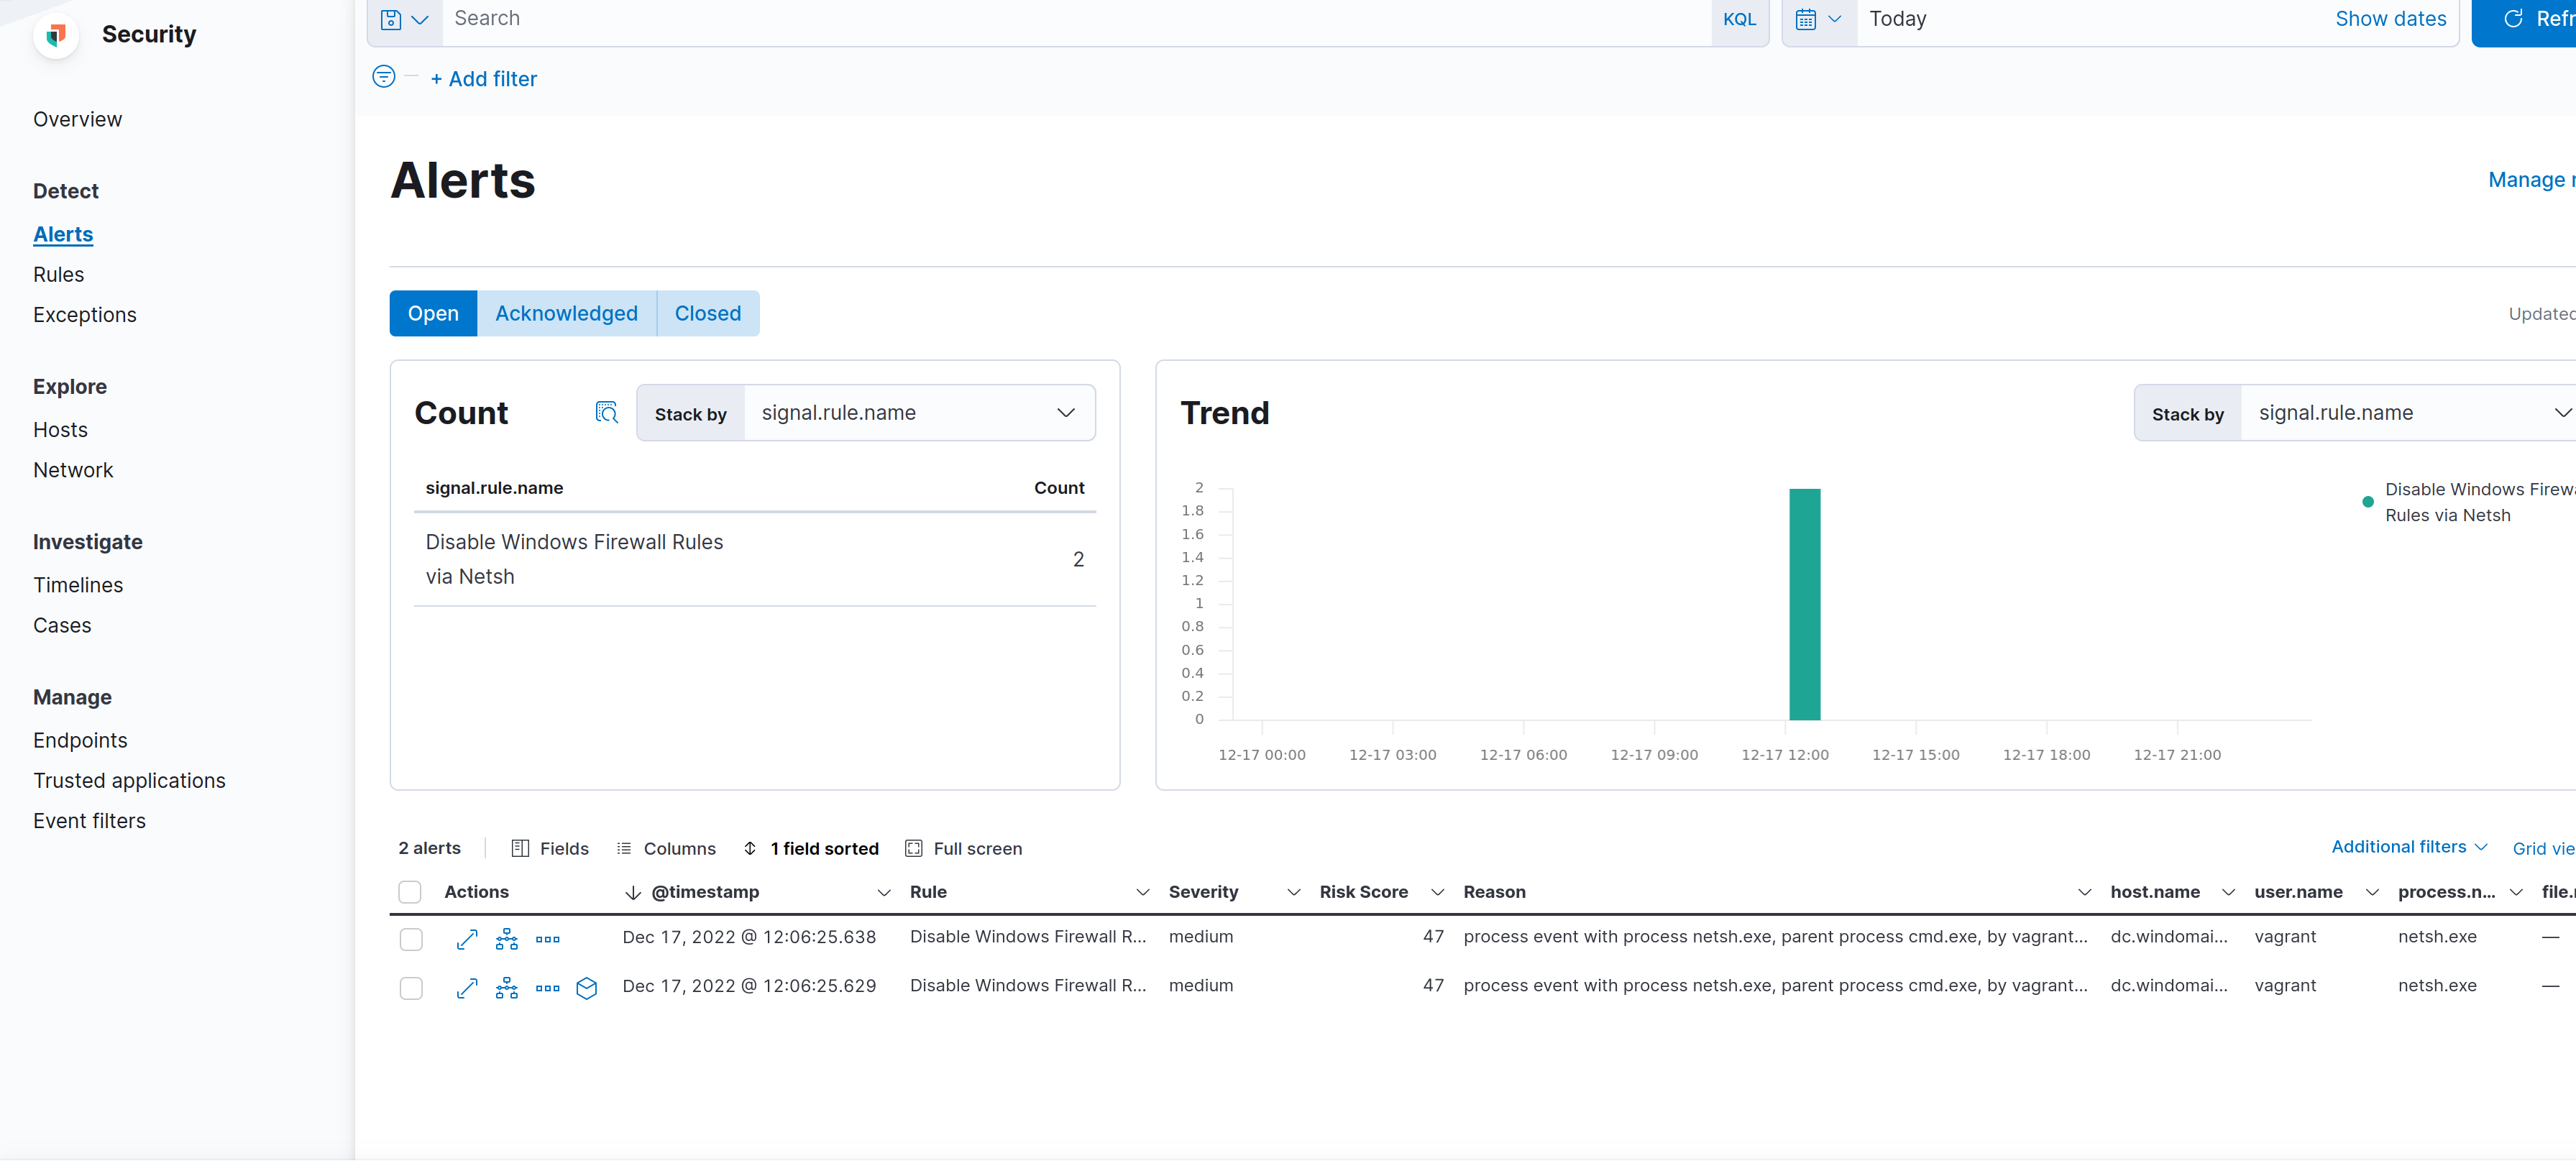 Security
Search
KQL
Today
Show dates
+ Add filter
Overview
Detect
Alerts
Rules
Exceptions
Explore
Hosts
Network
Investigate
Timelines
Cases
Manage
Endpoints
Trusted applications
Event filters
Alerts
Manage
Open
Acknowledged
Closed
Updated
Count
Stack by
signal.rule.name
signal.rule.name Count
Disable Windows Firewall Rules
via Netsh
2
Trend
Stack by
signal.rule.name
2
1.8
1.6
1.4
1.2
1
0.8
0.6
0.4
0.2
0
12-17 00:00 12-17 03:00 12-17 06:00 12-17 09:00 12-17 12:00 12-17 15:00 12-17 18:00 12-17 21:00
Disable Windows
Rules via Netsh
2 alerts Fields Columns 1 field sorted Full screen
Additional filters Grid
Actions @timestamp Rule Severity Risk Score Reason host.name user.name process.n...
Dec 17, 2022 @ 12:06:25.638 Disable Windows Firewall R... medium 47 process event with process netsh.exe, parent process cmd.exe, by vagrant... dc.windomai... vagrant netsh.exe —
Dec 17, 2022 @ 12:06:25.629 Disable Windows Firewall R... medium 47 process event with process netsh.exe, parent process cmd.exe, by vagrant... dc.windomai... vagrant netsh.exe —